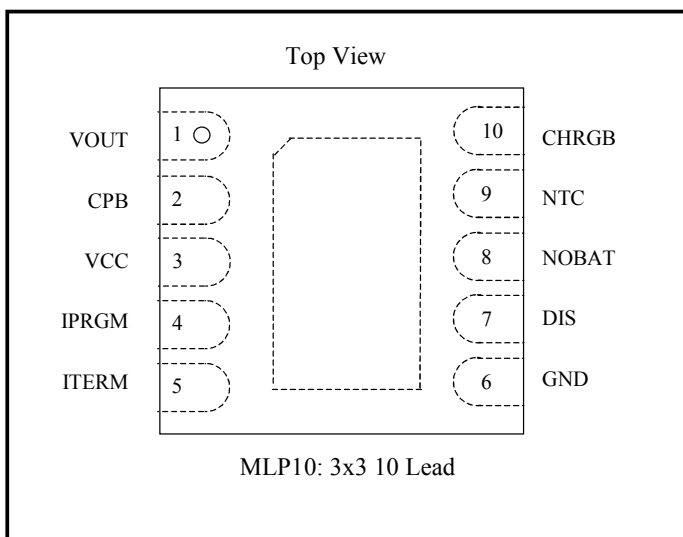 Top View
VOUT 1 10 CHRGB
CPB 2 9 NTC
VCC 3 8 NOBAT
IPRGM 4 7 DIS
ITERM 5 6 GND
MLP10: 3x3 10 Lead